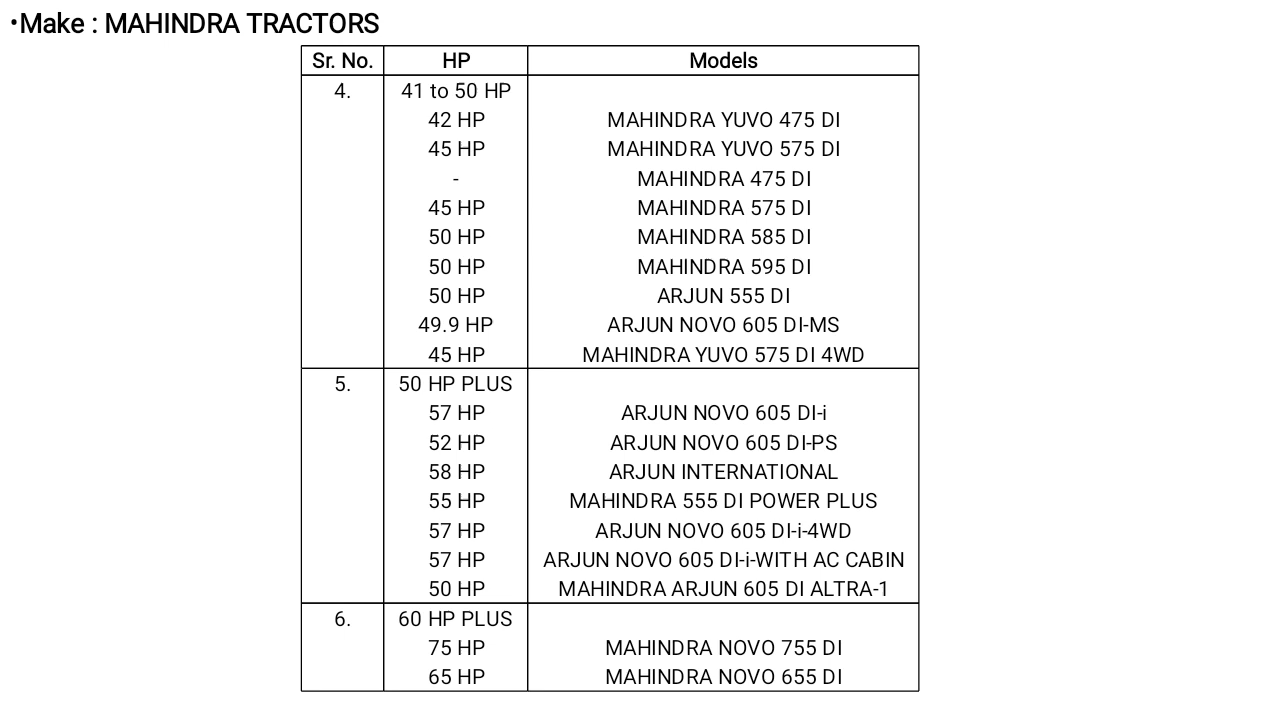 •Make : MAHINDRA TRACTORS
Sr. No. HP Models
4. 41 to 50 HP
42 HP MAHINDRA YUVO 475 DI
45 HP MAHINDRA YUVO 575 DI
- MAHINDRA 475 DI
45 HP MAHINDRA 575 DI
50 HP MAHINDRA 585 DI
50 HP MAHINDRA 595 DI
50 HP ARJUN 555 DI
49.9 HP ARJUN NOVO 605 DI-MS
45 HP MAHINDRA YUVO 575 DI 4WD
5. 50 HP PLUS
57 HP ARJUN NOVO 605 DI-i
52 HP ARJUN NOVO 605 DI-PS
58 HP ARJUN INTERNATIONAL
55 HP MAHINDRA 555 DI POWER PLUS
57 HP ARJUN NOVO 605 DI-i-4WD
57 HP ARJUN NOVO 605 DI-i-WITH AC CABIN
50 HP MAHINDRA ARJUN 605 DI ALTRA-1
6. 60 HP PLUS
75 HP MAHINDRA NOVO 755 DI
65 HP MAHINDRA NOVO 655 DI